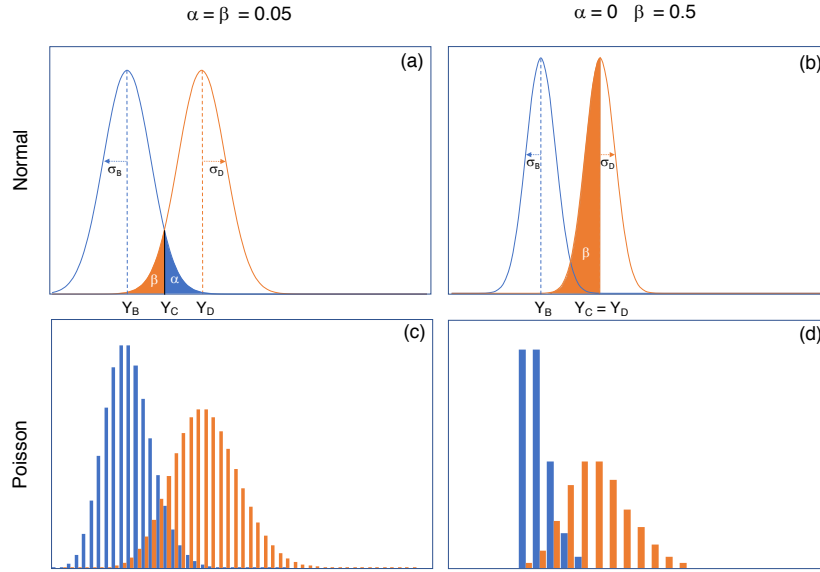 α = β = 0.05
α = 0 β = 0.5
Normal
(a)
σB
σD
β
α
YB
YC
YD
(b)
σB
σD
β
YB
YC = YD
Poisson
(c)
(d)